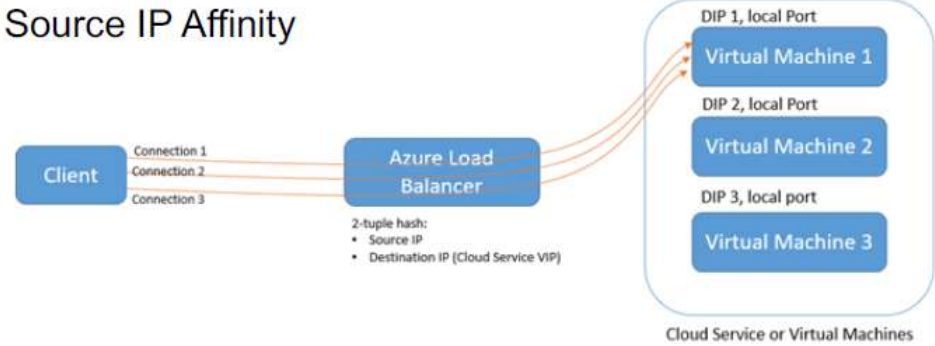 Source IP Affinity
DIP 1, local Port
Virtual Machine 1
DIP 2, local Port
Virtual Machine 2
DIP 3, local port
Virtual Machine 3
Client
Connection 1
Connection 2
Connection 3
Azure Load
Balancer
2-tuple hash:
• Source IP
• Destination IP (Cloud Service VIP)
Cloud Service or Virtual Machines